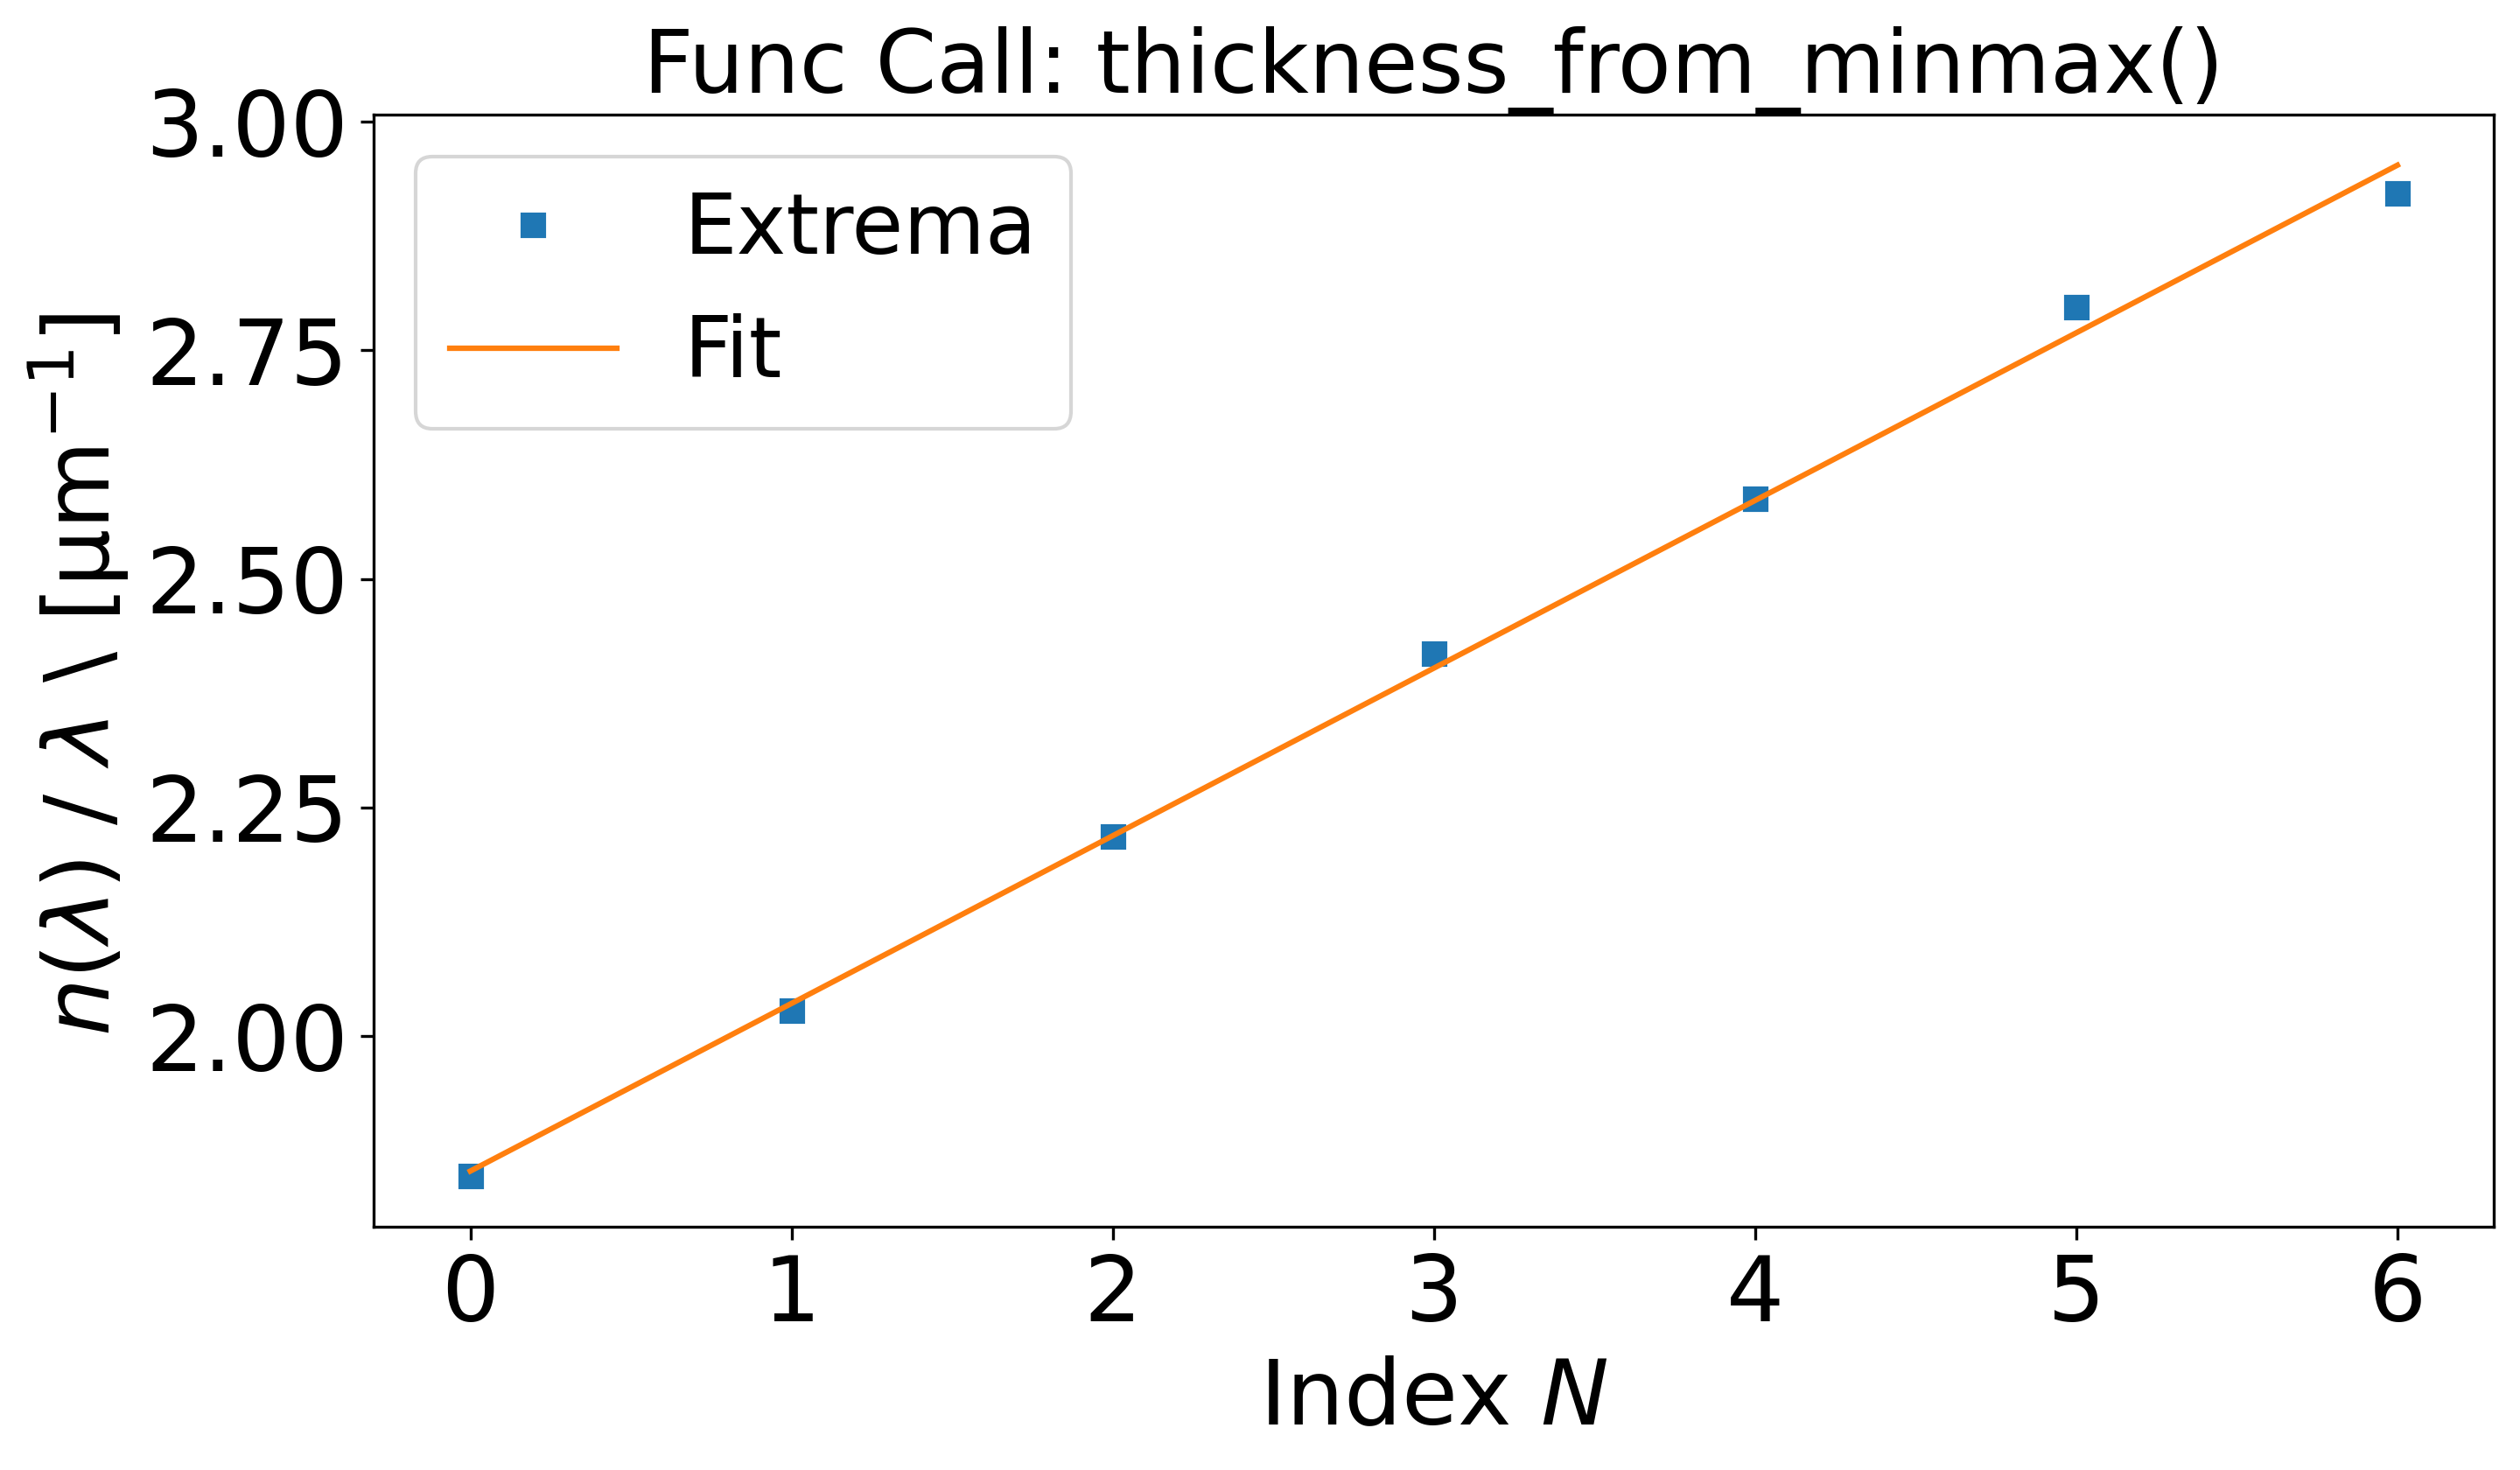 Func Call: thickness_from_minmax()
3.00
2.75
2.50
2.25
2.00
n(λ)) / λ \ [µm⁻¹]
Extrema
Fit
0 1 2 3 4 5 6
Index N